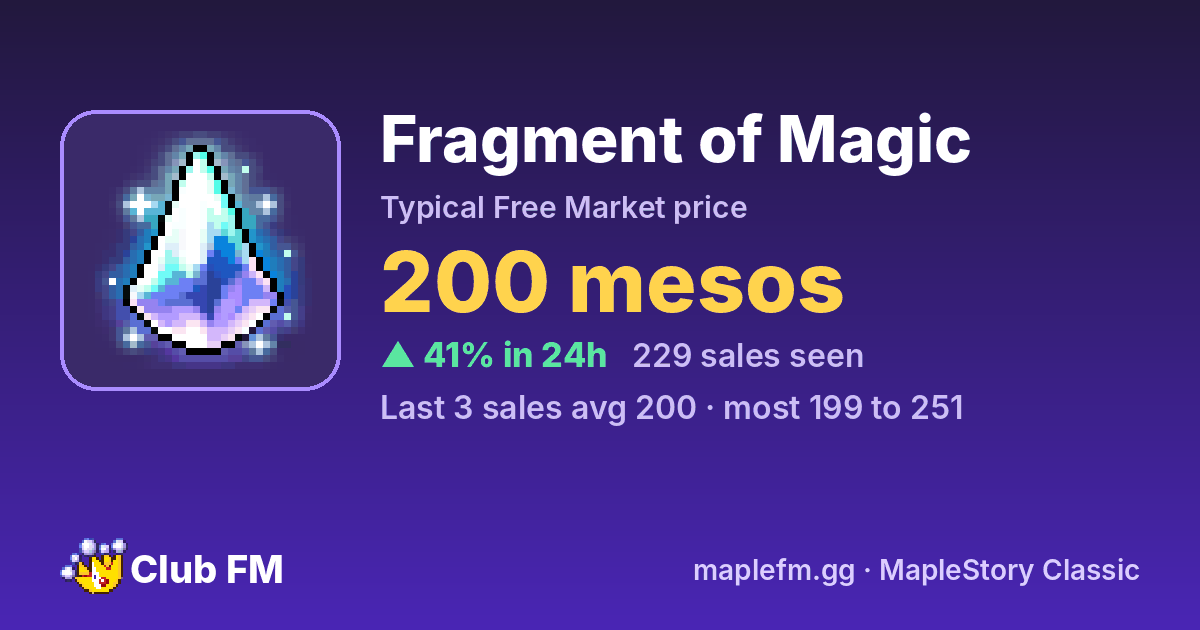 Fragment of Magic
Typical Free Market price
200 mesos
▲ 41% in 24h 229 sales seen
Last 3 sales avg 200 · most 199 to 251
Club FM
maplefm.gg · MapleStory Classic